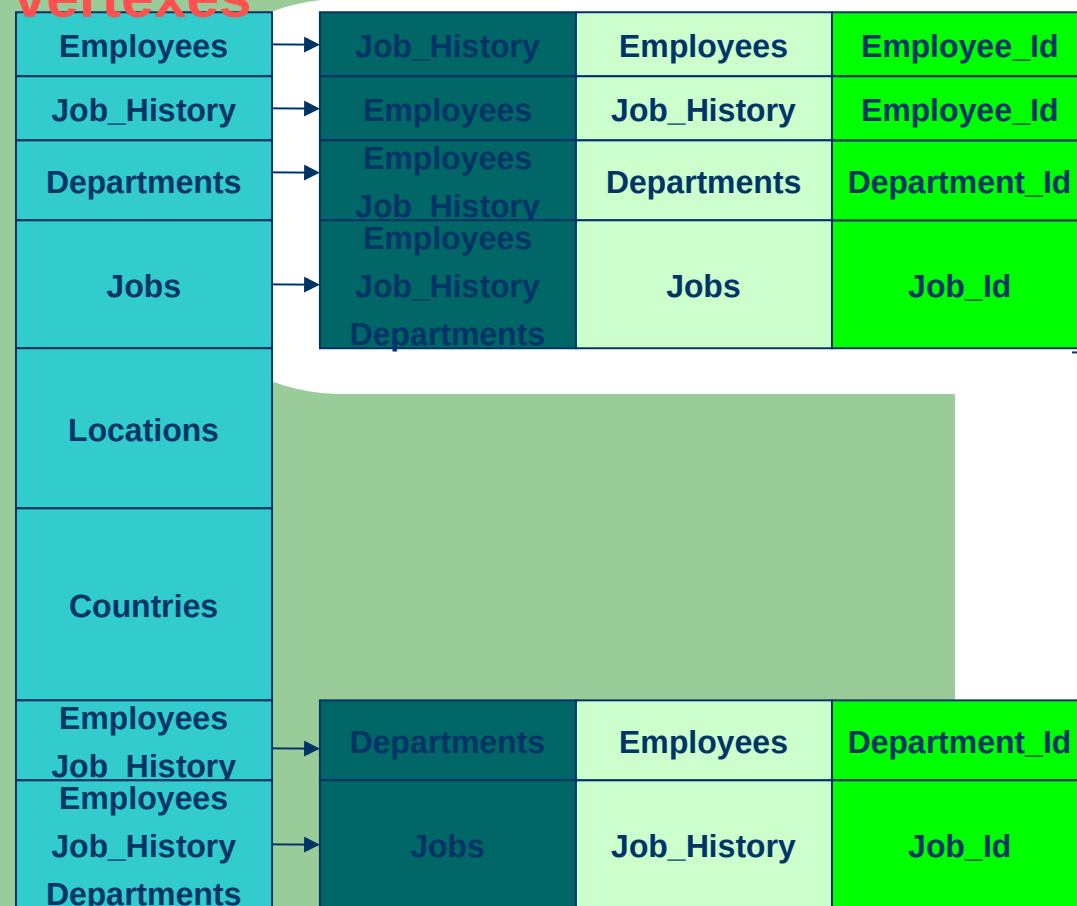 Vertexes
Employees Job_History Employees Employee_Id
Job_History Employees Job_History Employee_Id
Departments Employees Job_History Departments Department_Id
Jobs Employees Job_History Departments Jobs Job_Id
Locations
Countries
Employees Job_History Departments Employees Department_Id
Employees Job_History Departments Jobs Job_History Job_Id